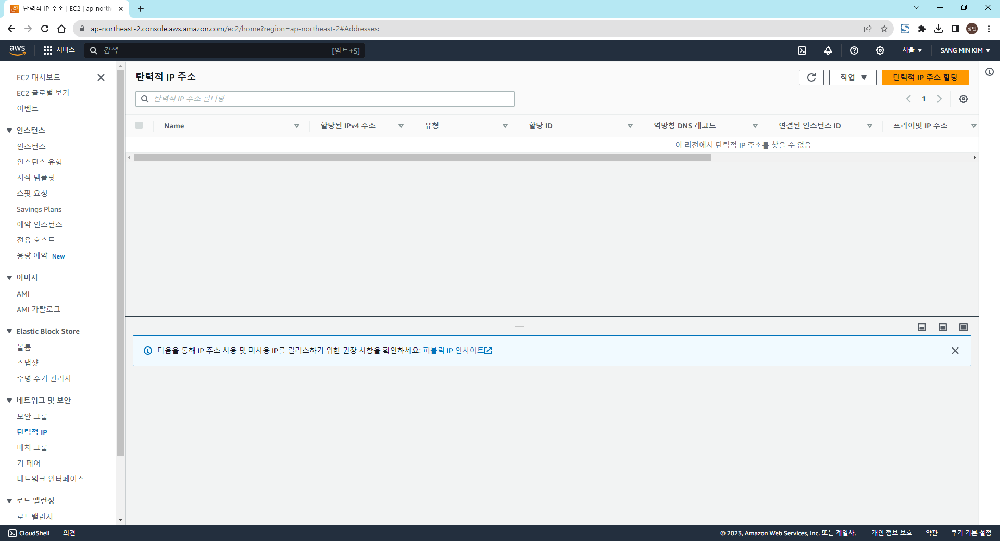 탄력적 IP 주소 | EC2 | ap-north
ap-northeast-2.console.aws.amazon.com/ec2/home?region=ap-northeast-2#Addresses:
상민
aws 서비스 검색 [알트+S] 서울 SANG MIN KIM
EC2 대시보드
EC2 글로벌 보기
이벤트
인스턴스
인스턴스
인스턴스 유형
시작 템플릿
스팟 요청
Savings Plans
예약 인스턴스
전용 호스트
용량 예약 New
이미지
AMI
AMI 카탈로그
Elastic Block Store
볼륨
스냅샷
수명 주기 관리자
네트워크 및 보안
보안 그룹
탄력적 IP
배치 그룹
키 페어
네트워크 인터페이스
로드 밸런싱
로드밸런서
탄력적 IP 주소
작업 탄력적 IP 주소 할당
탄력적 IP 주소 필터링
1
Name 할당된 IPv4 주소 유형 할당 ID 역방향 DNS 레코드 연결된 인스턴스 ID 프라이빗 IP 주소
이 리전에서 탄력적 IP 주소를 찾을 수 없음
다음을 통해 IP 주소 사용 및 미사용 IP를 릴리스하기 위한 권장 사항을 확인하세요: 퍼블릭 IP 인사이트
CloudShell 의견 © 2023, Amazon Web Services, Inc. 또는 계열사. 개인 정보 보호 약관 쿠키 기본 설정